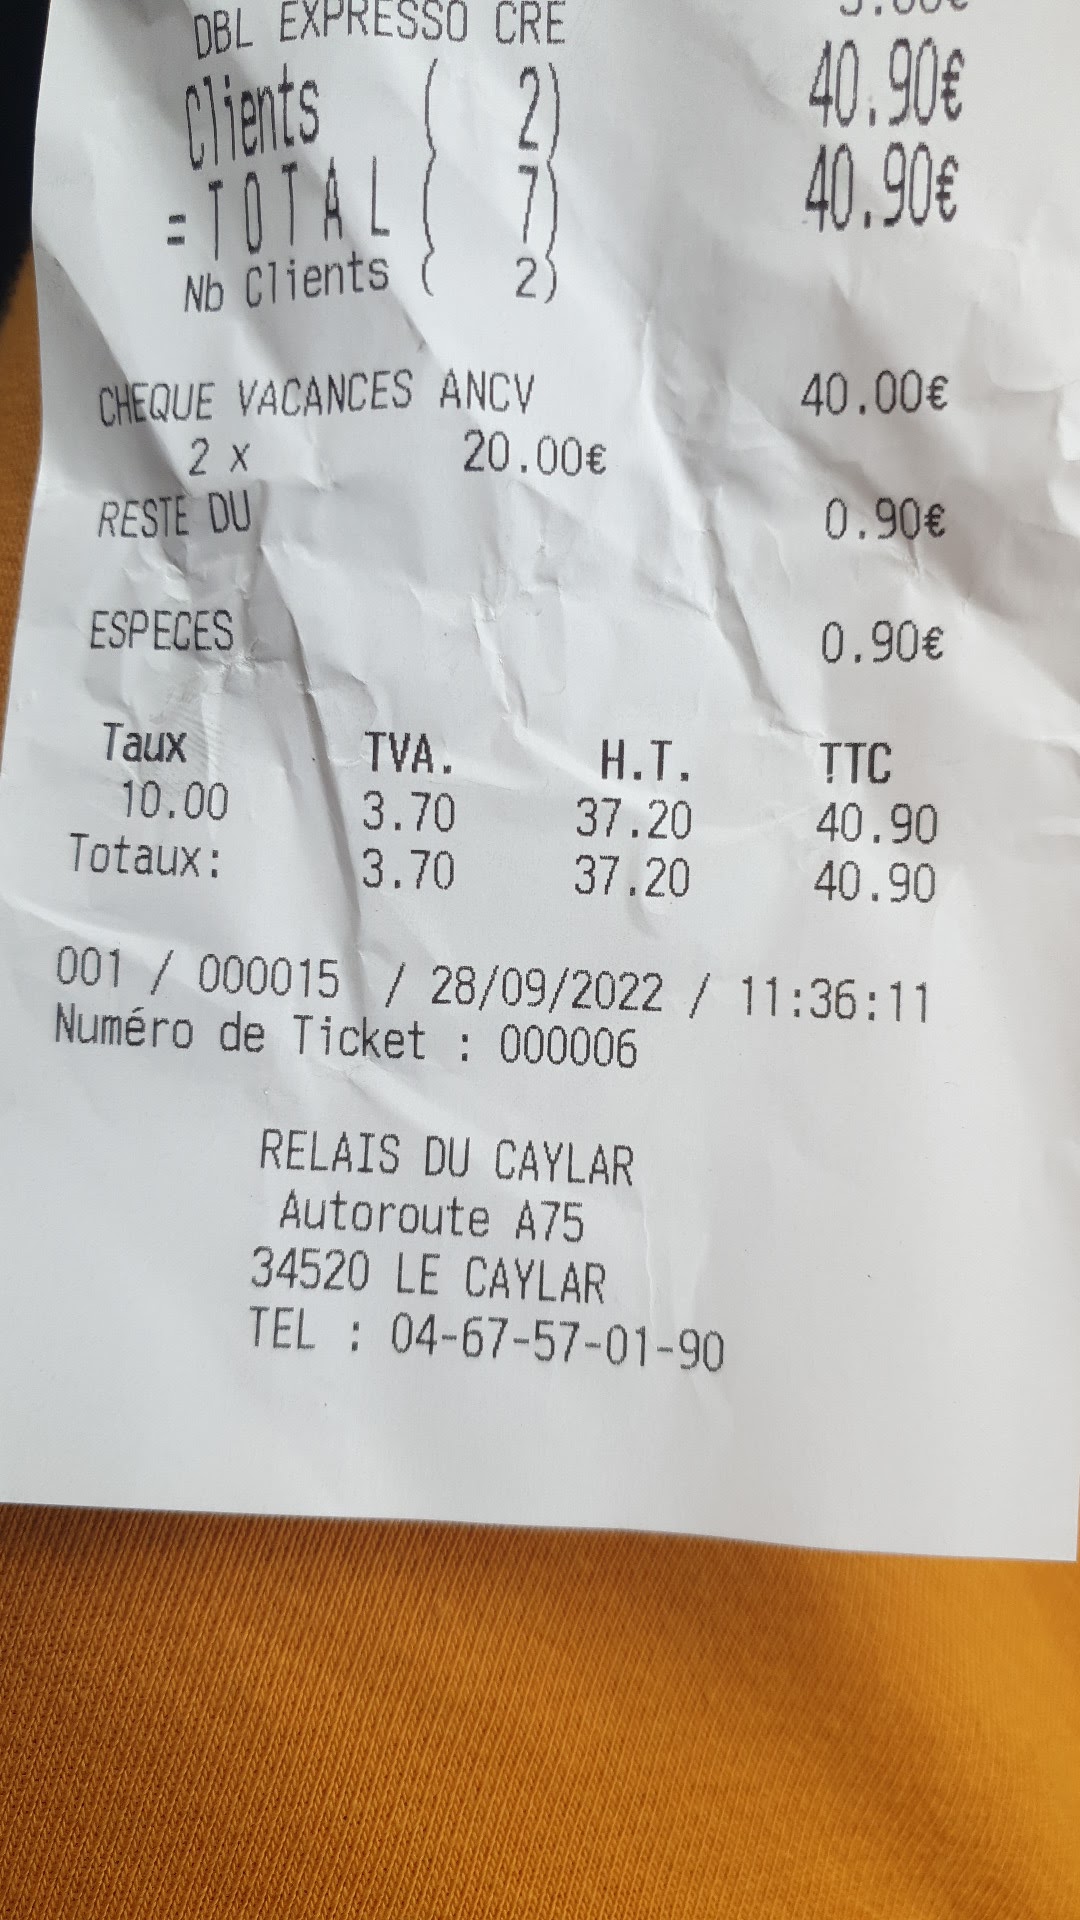 DBL EXPRESSO CRE
Clients ( 2) 40.90€
=TOTAL ( 7) 40.90€
Nb Clients ( 2)
CHEQUE VACANCES ANCV 40.00€
2 x 20.00€
RESTE DU 0.90€
ESPECES 0.90€
Taux TVA. H.T. TTC
10.00 3.70 37.20 40.90
Totaux: 3.70 37.20 40.90
001 / 000015 / 28/09/2022 / 11:36:11
Numéro de Ticket : 000006
RELAIS DU CAYLAR
Autoroute A75
34520 LE CAYLAR
TEL : 04-67-57-01-90